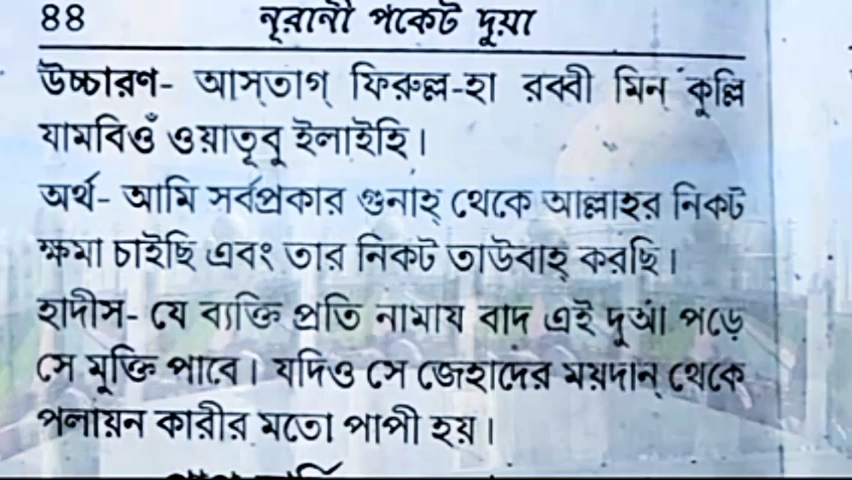 ৪৪ নূরানী পকেট দুয়া
উচ্চারণ- আস্তাগ্ ফিরুল্ল-হা রব্বী মিন্ কুল্লি
যামবিওঁ ওয়াতূবু ইলাইহি।
অর্থ- আমি সর্বপ্রকার গুনাহ্ থেকে আল্লাহর নিকট
ক্ষমা চাইছি এবং তার নিকট তাউবাহ্ করছি।
হাদীস- যে ব্যক্তি প্রতি নামায বাদ এই দুআ পড়ে
সে মুক্তি পাবে। যদিও সে জেহাদের ময়দান্ থেকে
পলায়ন কারীর মতো পাপী হয়।